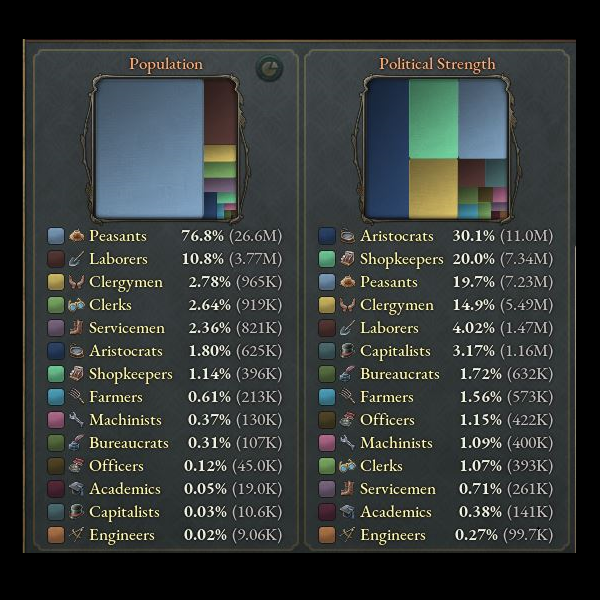 Population
Peasants 76.8% (26.6M)
Laborers 10.8% (3.77M)
Clergymen 2.78% (965K)
Clerks 2.64% (919K)
Servicemen 2.36% (821K)
Aristocrats 1.80% (625K)
Shopkeepers 1.14% (396K)
Farmers 0.61% (213K)
Machinists 0.37% (130K)
Bureaucrats 0.31% (107K)
Officers 0.12% (45.0K)
Academics 0.05% (19.0K)
Capitalists 0.03% (10.6K)
Engineers 0.02% (9.06K)
Political Strength
Aristocrats 30.1% (11.0M)
Shopkeepers 20.0% (7.34M)
Peasants 19.7% (7.23M)
Clergymen 14.9% (5.49M)
Laborers 4.02% (1.47M)
Capitalists 3.17% (1.16M)
Bureaucrats 1.72% (632K)
Farmers 1.56% (573K)
Officers 1.15% (422K)
Machinists 1.09% (400K)
Clerks 1.07% (393K)
Servicemen 0.71% (261K)
Academics 0.38% (141K)
Engineers 0.27% (99.7K)